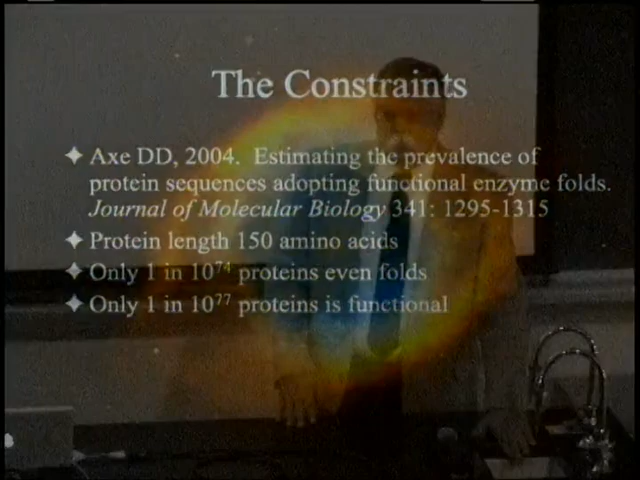 The Constraints
✦ Axe DD, 2004. Estimating the prevalence of
protein sequences adopting functional enzyme folds.
Journal of Molecular Biology 341: 1295-1315
✦ Protein length 150 amino acids
✦ Only 1 in 10⁷⁴ proteins even folds
✦ Only 1 in 10⁷⁷ proteins is functional